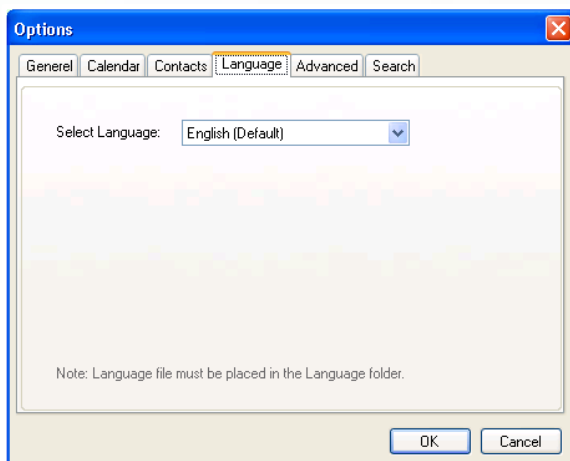 Options
Generel Calendar Contacts Language Advanced Search
Select Language: English (Default)
Note: Language file must be placed in the Language folder.
OK Cancel